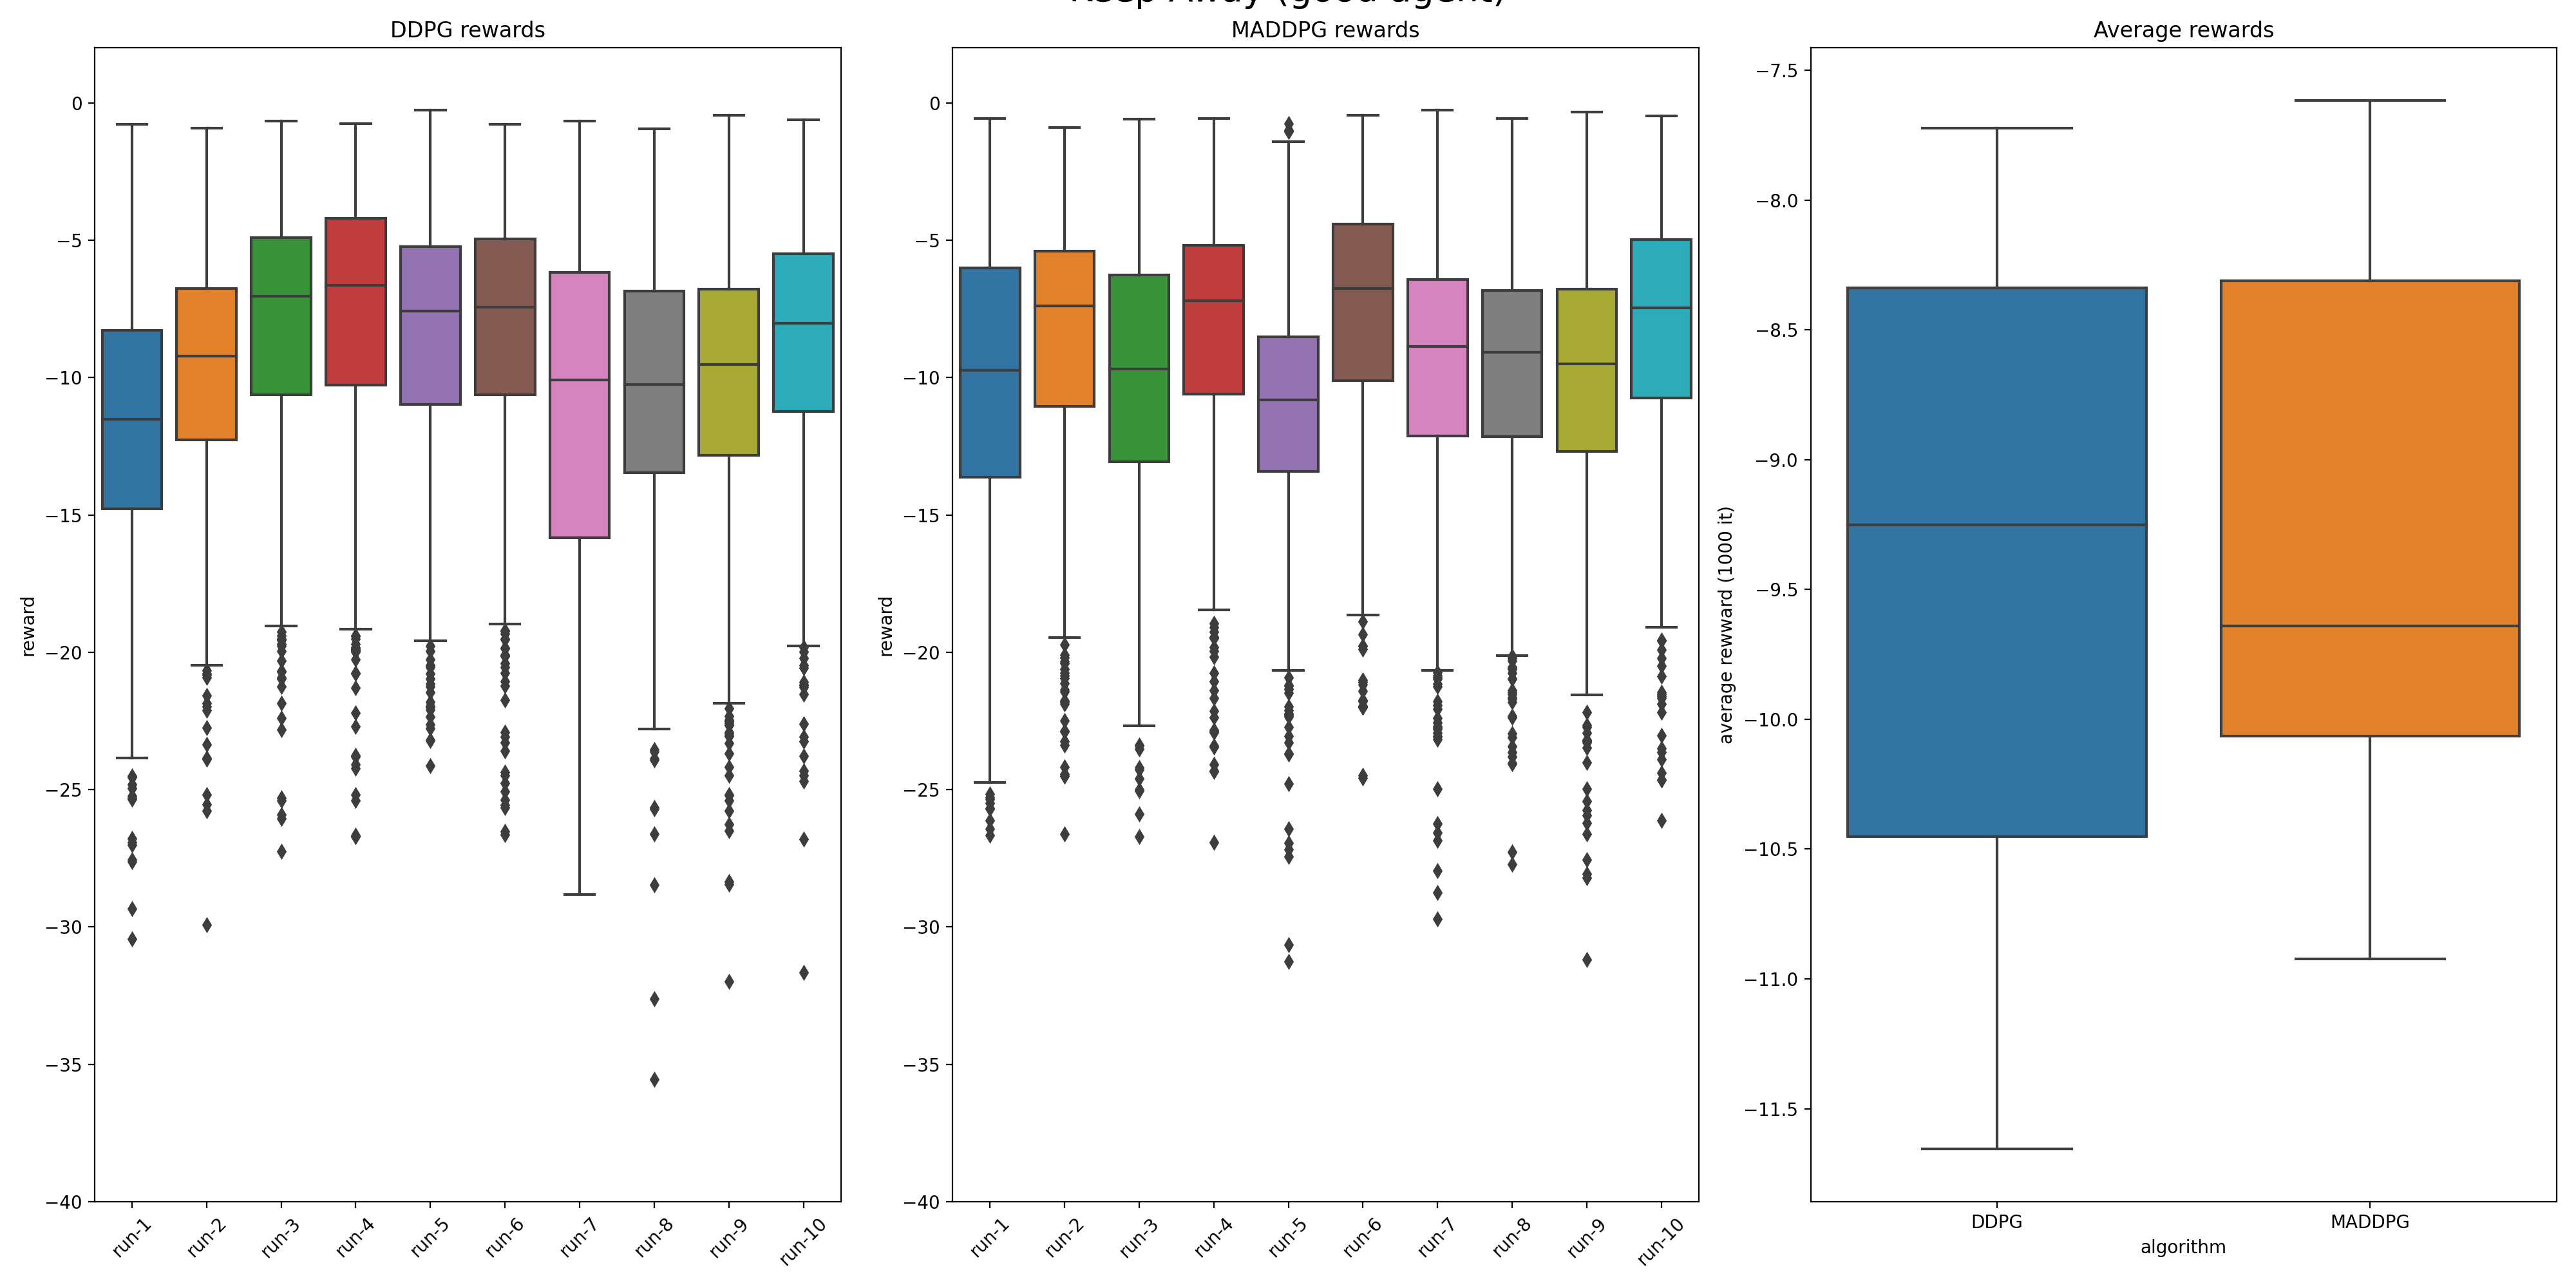 Keep Away (good agent)
DDPG rewards
0
−5
−10
−15
−20
−25
−30
−35
−40
reward
run-1
run-2
run-3
run-4
run-5
run-6
run-7
run-8
run-9
run-10
MADDPG rewards
0
−5
−10
−15
−20
−25
−30
−35
−40
reward
run-1
run-2
run-3
run-4
run-5
run-6
run-7
run-8
run-9
run-10
Average rewards
−7.5
−8.0
−8.5
−9.0
−9.5
−10.0
−10.5
−11.0
−11.5
average rewward (1000 it)
DDPG
MADDPG
algorithm